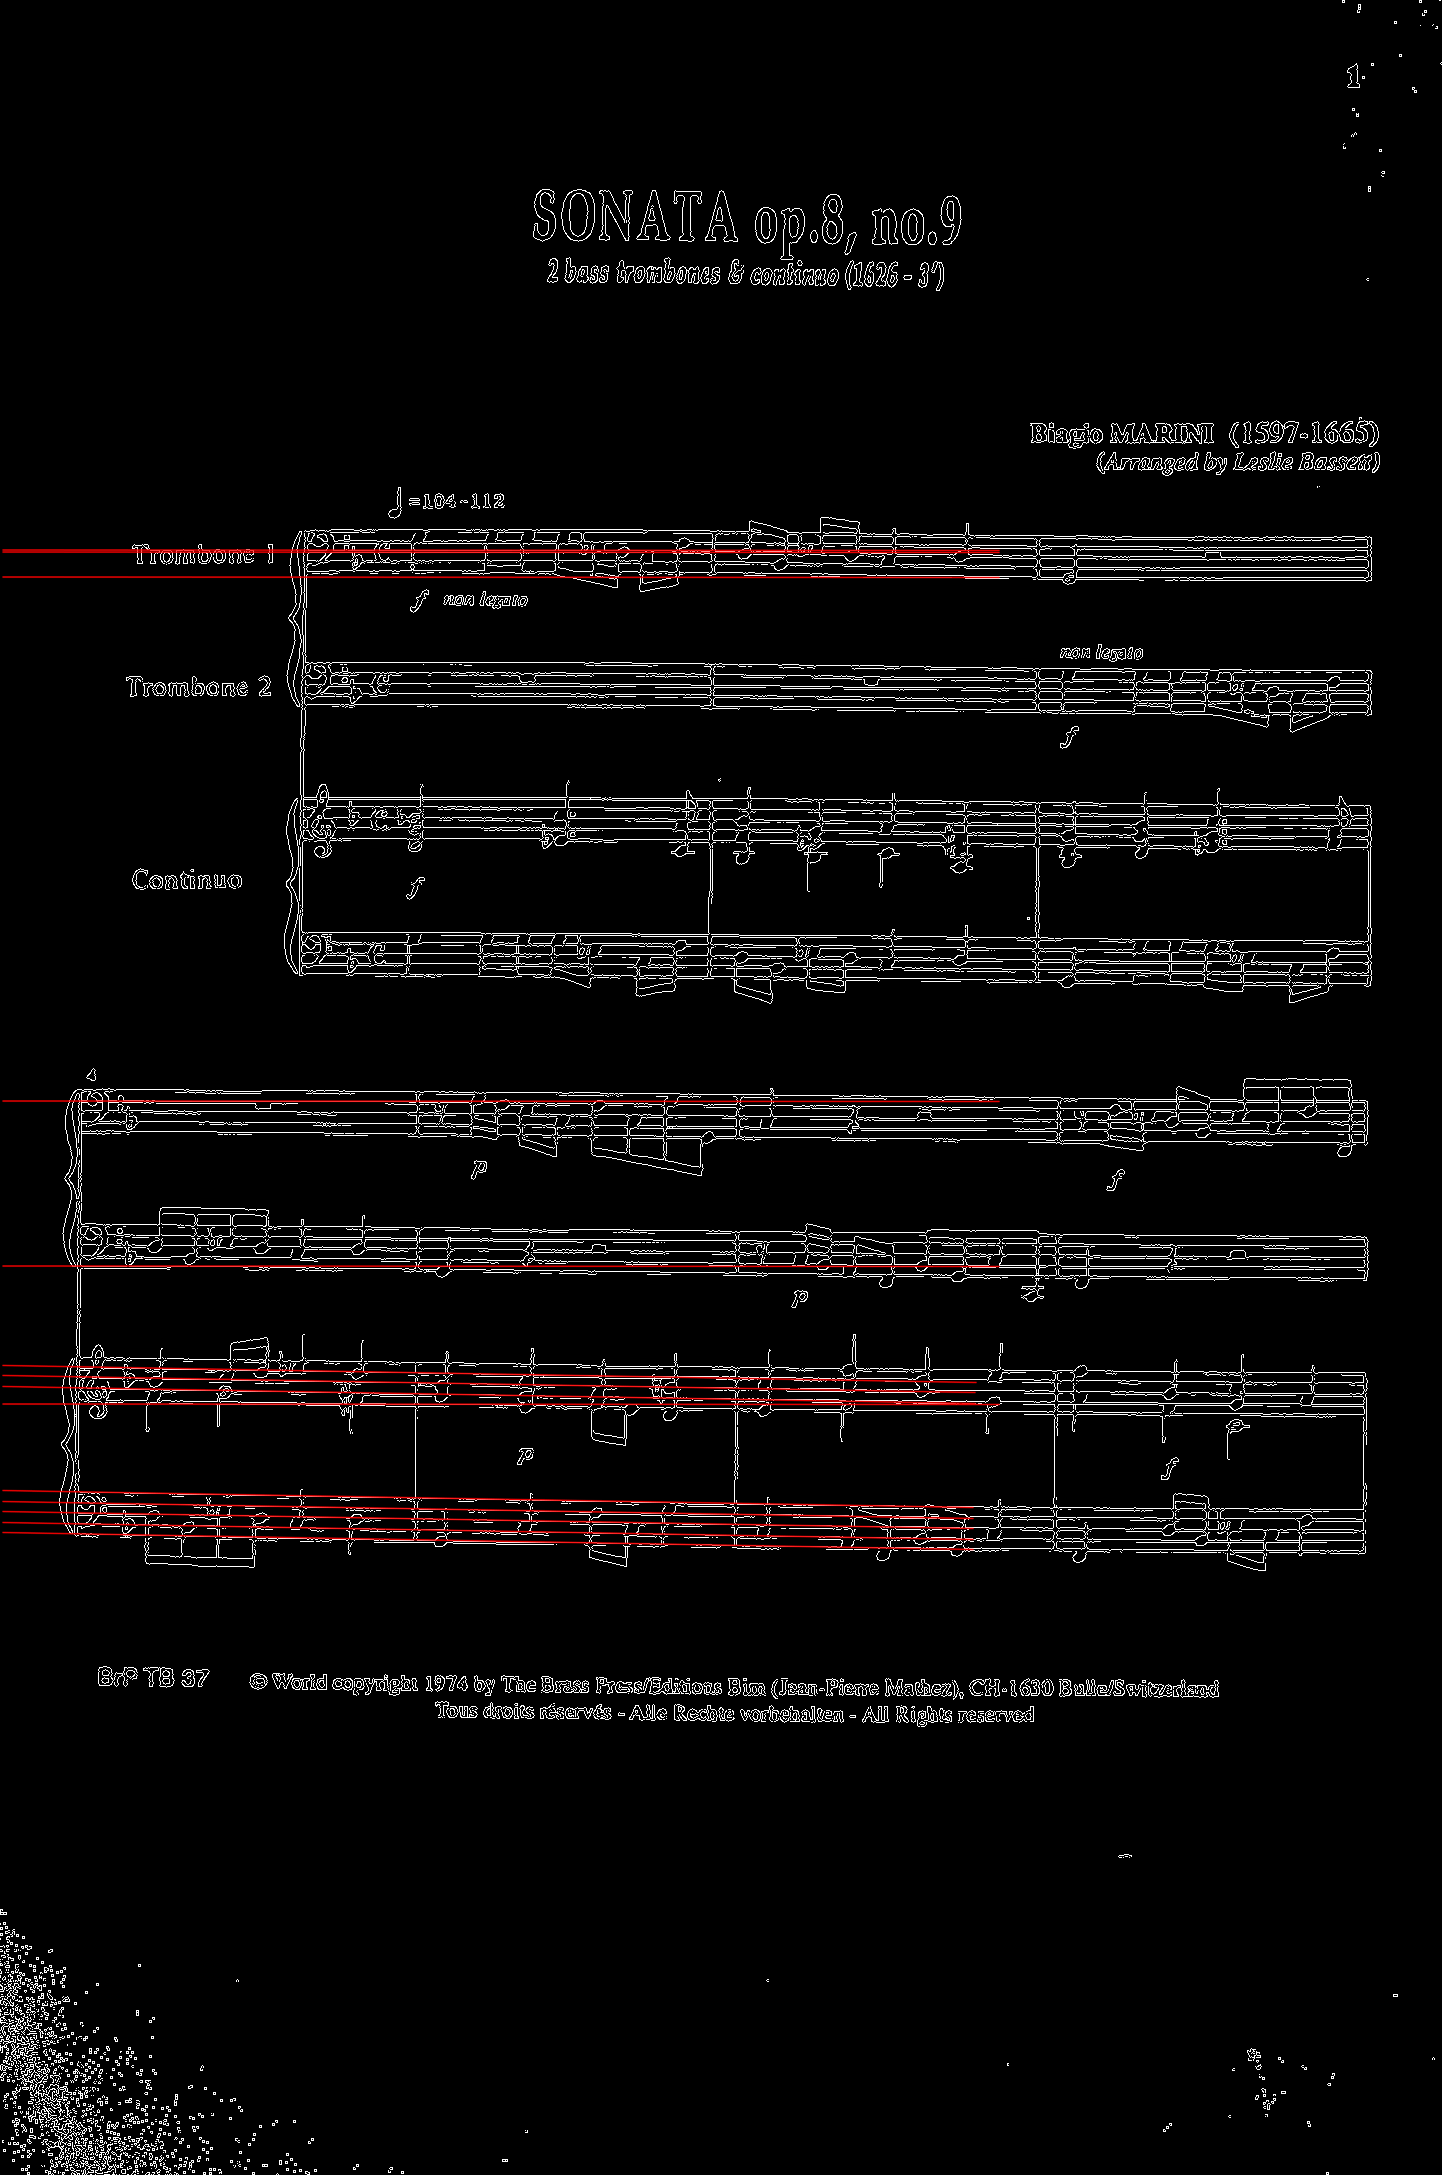 1
SONATA op.8, no.9
2 bass trombones & continuo (1626 - 3')
Biagio MARINI (1597-1665)
(Arranged by Leslie Bassett)
=104-112
Trombone 1
f non legato
non legato
Trombone 2
f
Continuo
f
4
p f
p
p f
BrP TB 37
© World copyright 1974 by The Brass Press/Editions Bim (Jean-Pierre Mathez), CH-1630 Bulle/Switzerland
Tous droits réservés - Alle Rechte vorbehalten - All Rights reserved